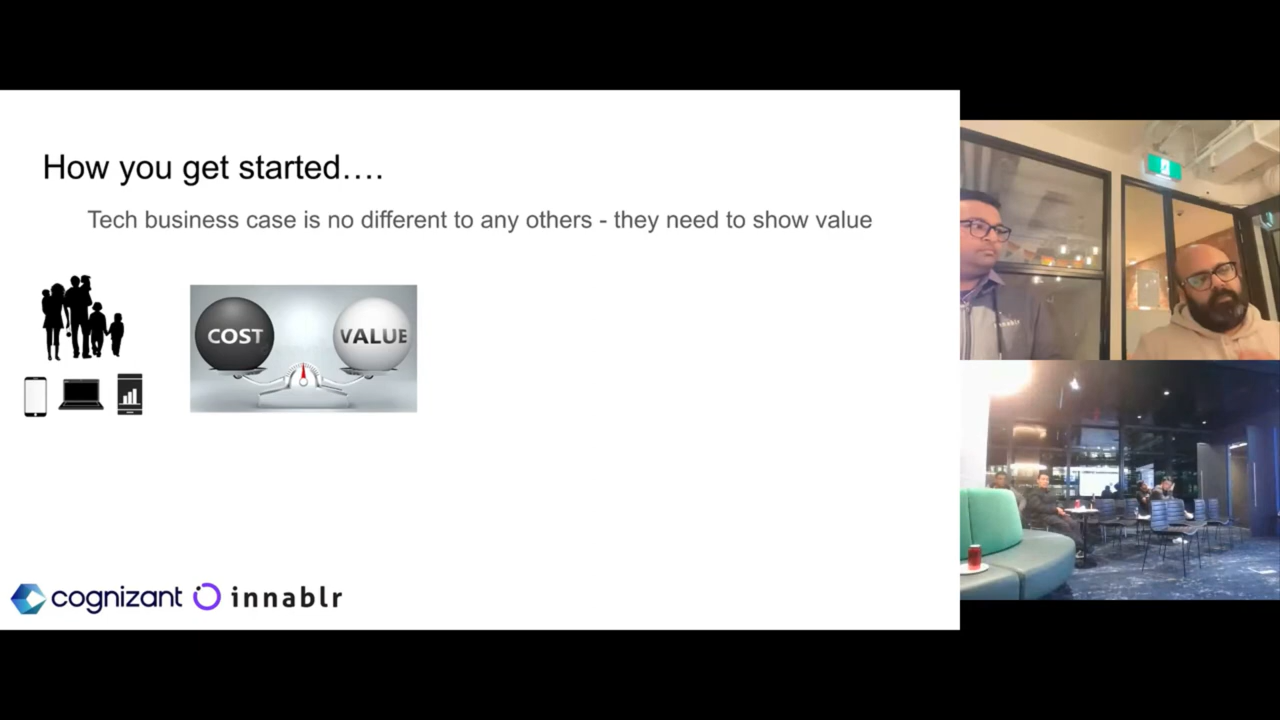 How you get started....
Tech business case is no different to any others - they need to show value
COST
VALUE
cognizant
innablr